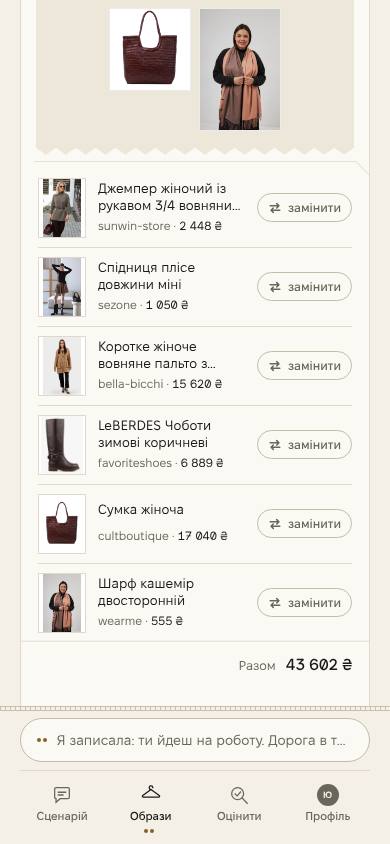 Джемпер жіночий із
рукавом 3/4 вовняни...
sunwin-store · 2 448 ₴
замінити
Спідниця плісе
довжини міні
sezone · 1 050 ₴
замінити
Коротке жіноче
вовняне пальто з...
bella-bicchi · 15 620 ₴
замінити
LeBERDES Чоботи
зимові коричневі
favoriteshoes · 6 889 ₴
замінити
Сумка жіноча
cultboutique · 17 040 ₴
замінити
Шарф кашемір
двосторонній
wearme · 555 ₴
замінити
Разом 43 602 ₴
Я записала: ти йдеш на роботу. Дорога в т...
Сценарій
Образи
Оцінити
Ю
Профіль